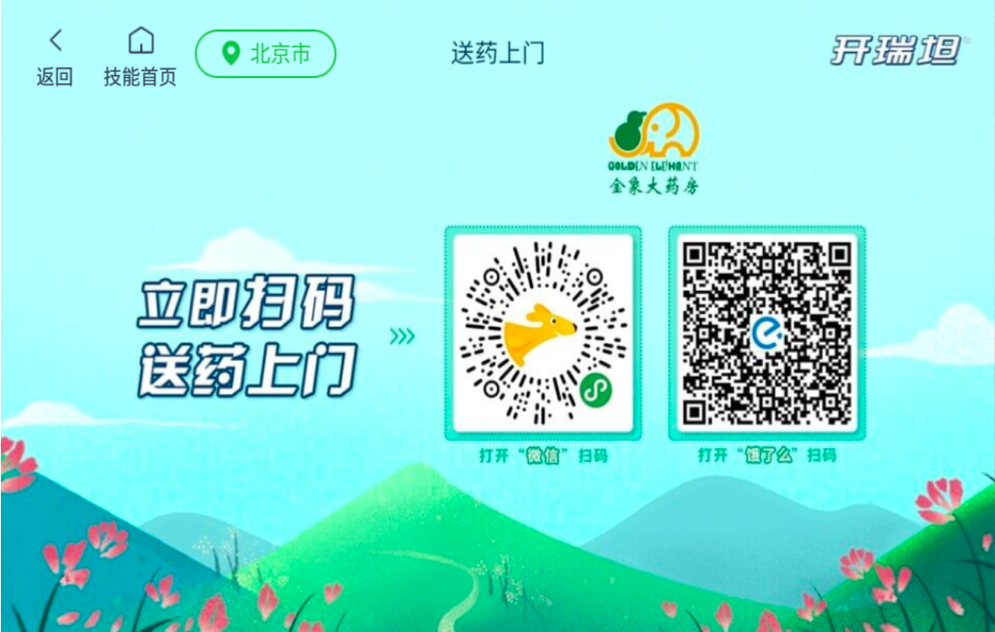 返回
技能首页
北京市
送药上门
开瑞坦®
GOLDEN ELEPHANT
金象大药房
立即扫码
送药上门
打开“微信”扫码
打开“饿了么”扫码